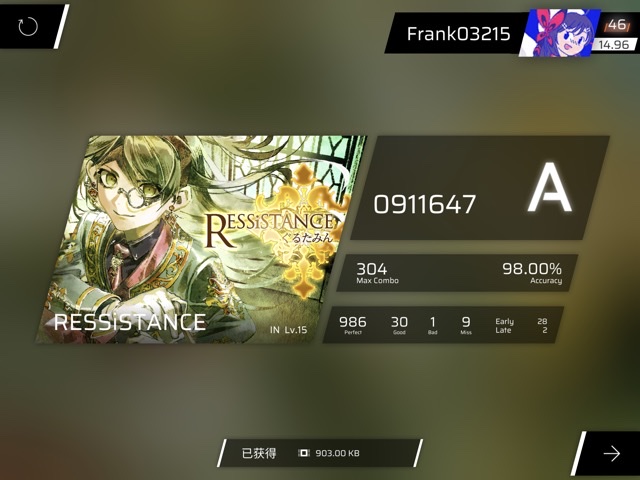 Frank03215
46
14.96
RESSiSTANCE
ぐるたみん
RESSiSTANCE
IN Lv.15
0911647
A
304
Max Combo
98.00%
Accuracy
986
Perfect
30
Good
1
Bad
9
Miss
Early 28
Late 2
已获得 903.00 KB